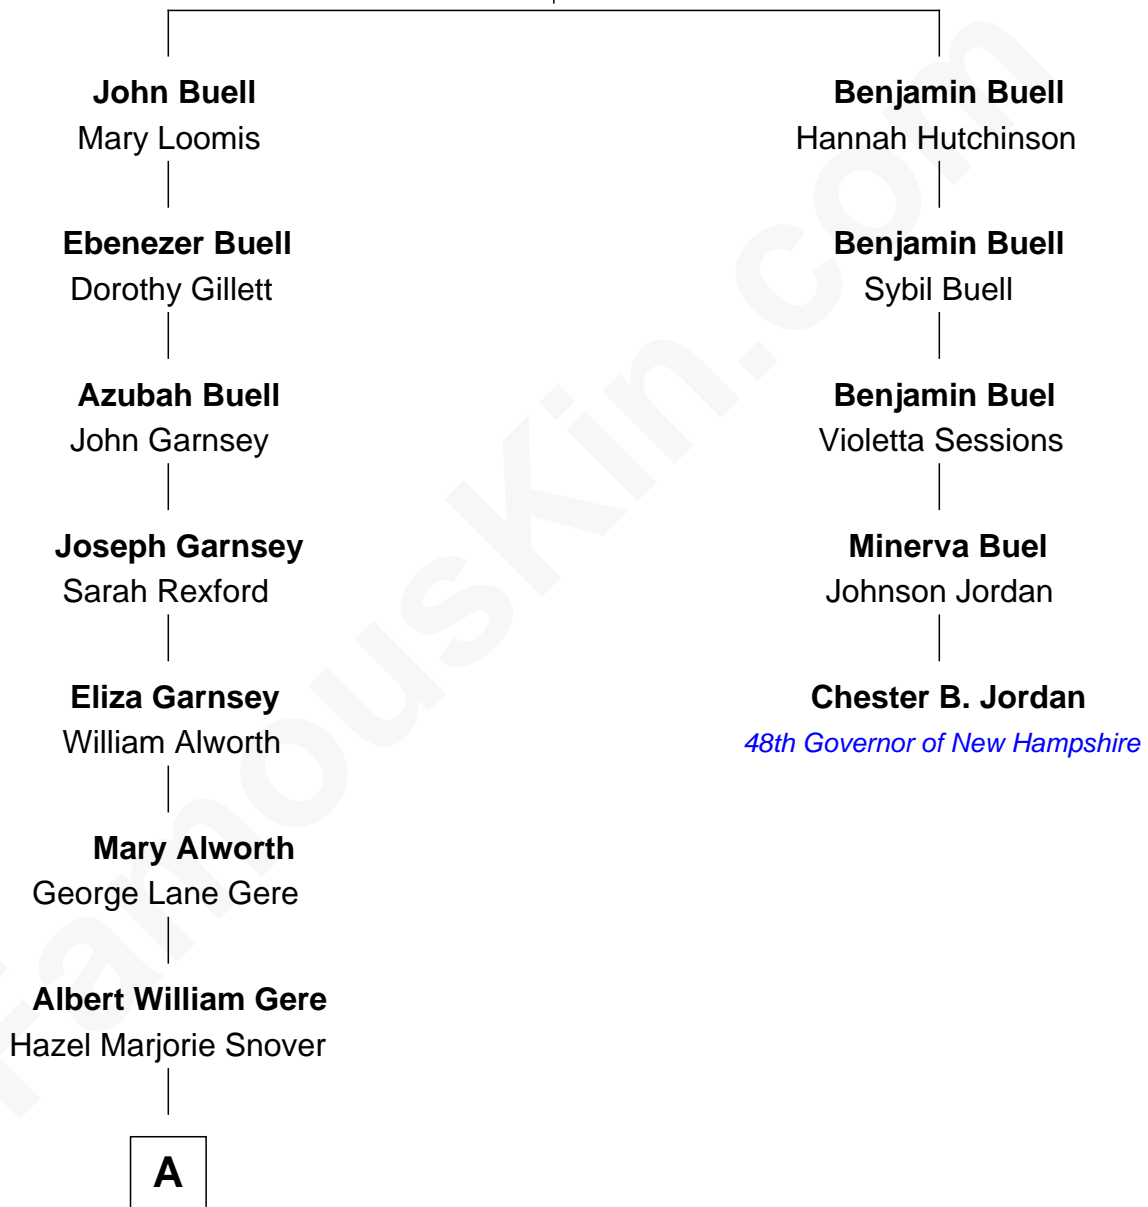 John Buell
Mary Loomis
Ebenezer Buell
Dorothy Gillett
Azubah Buell
John Garnsey
Joseph Garnsey
Sarah Rexford
Eliza Garnsey
William Alworth
Mary Alworth
George Lane Gere
Albert William Gere
Hazel Marjorie Snover
A
Benjamin Buell
Hannah Hutchinson
Benjamin Buell
Sybil Buell
Benjamin Buel
Violetta Sessions
Minerva Buel
Johnson Jordan
Chester B. Jordan
48th Governor of New Hampshire
FamousKin.com